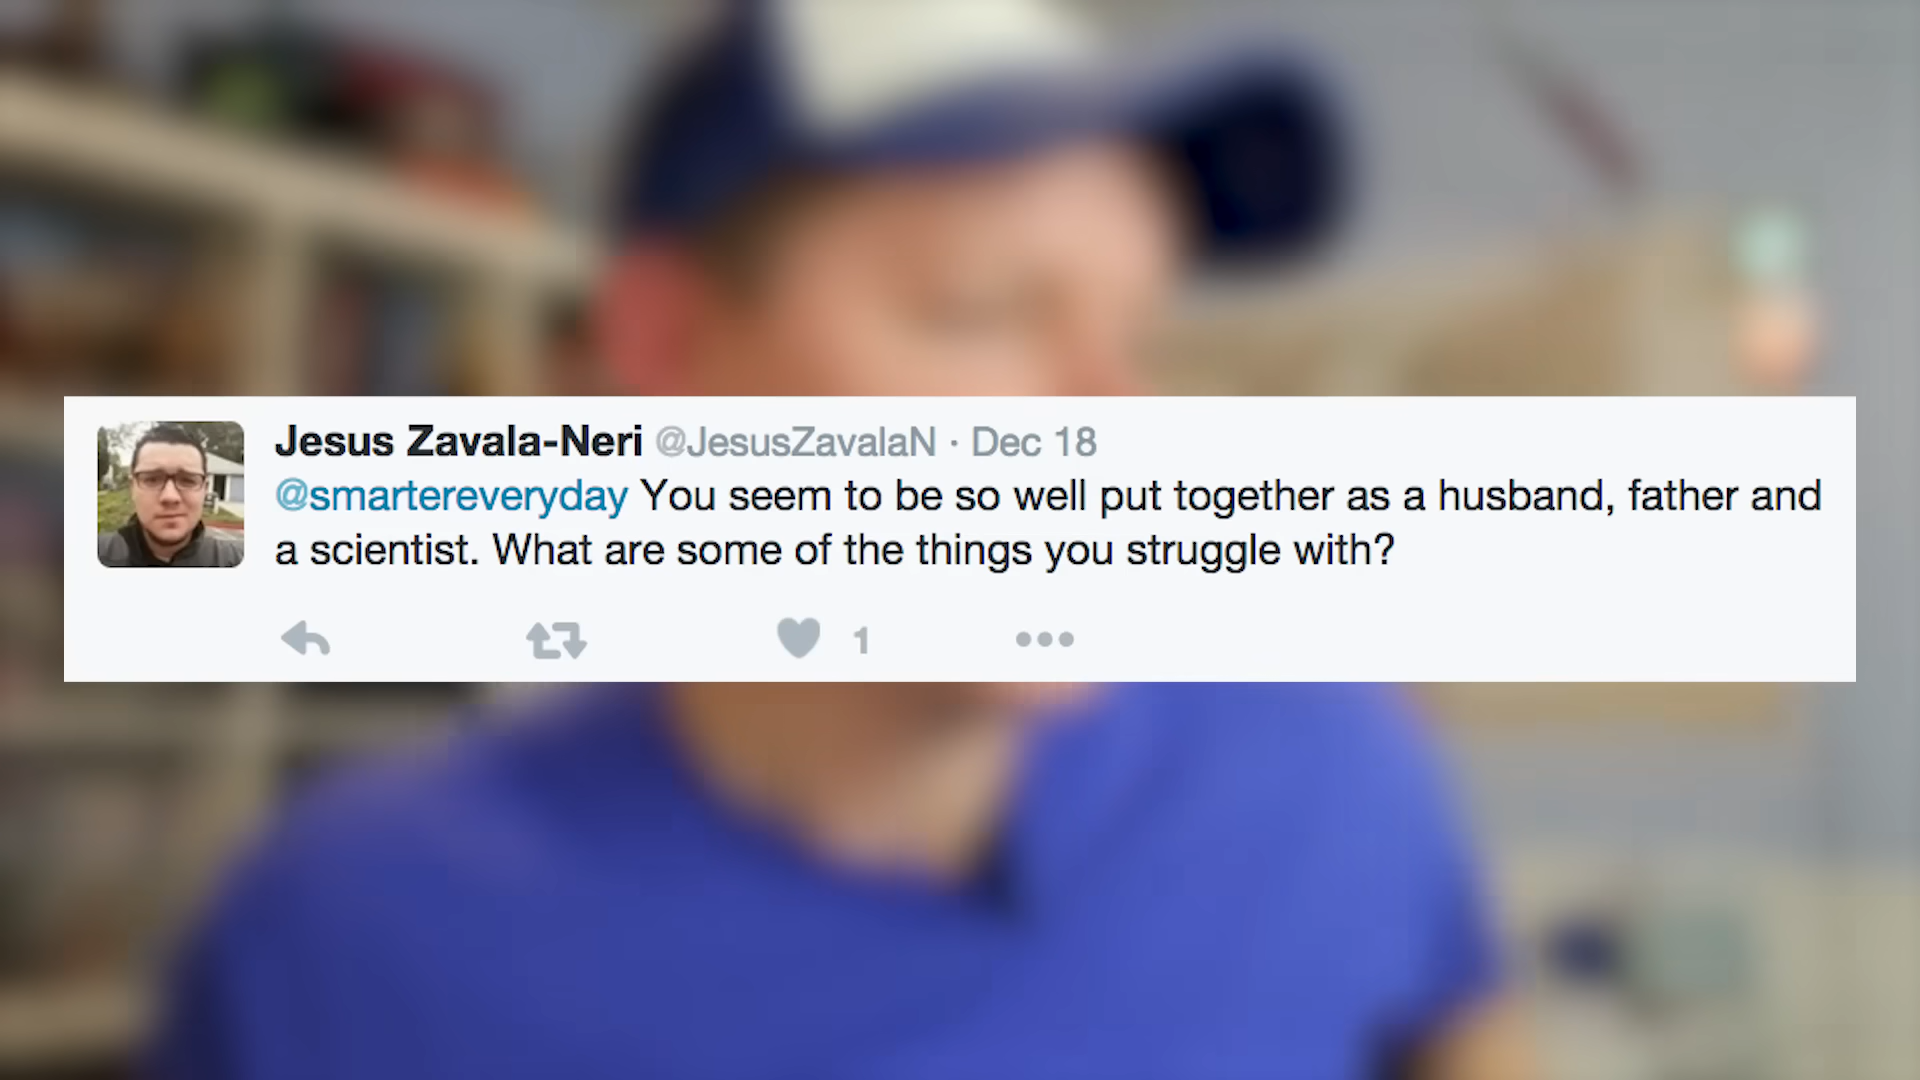 Jesus Zavala-Neri @JesusZavalaN · Dec 18
@smartereveryday You seem to be so well put together as a husband, father and
a scientist. What are some of the things you struggle with?
1